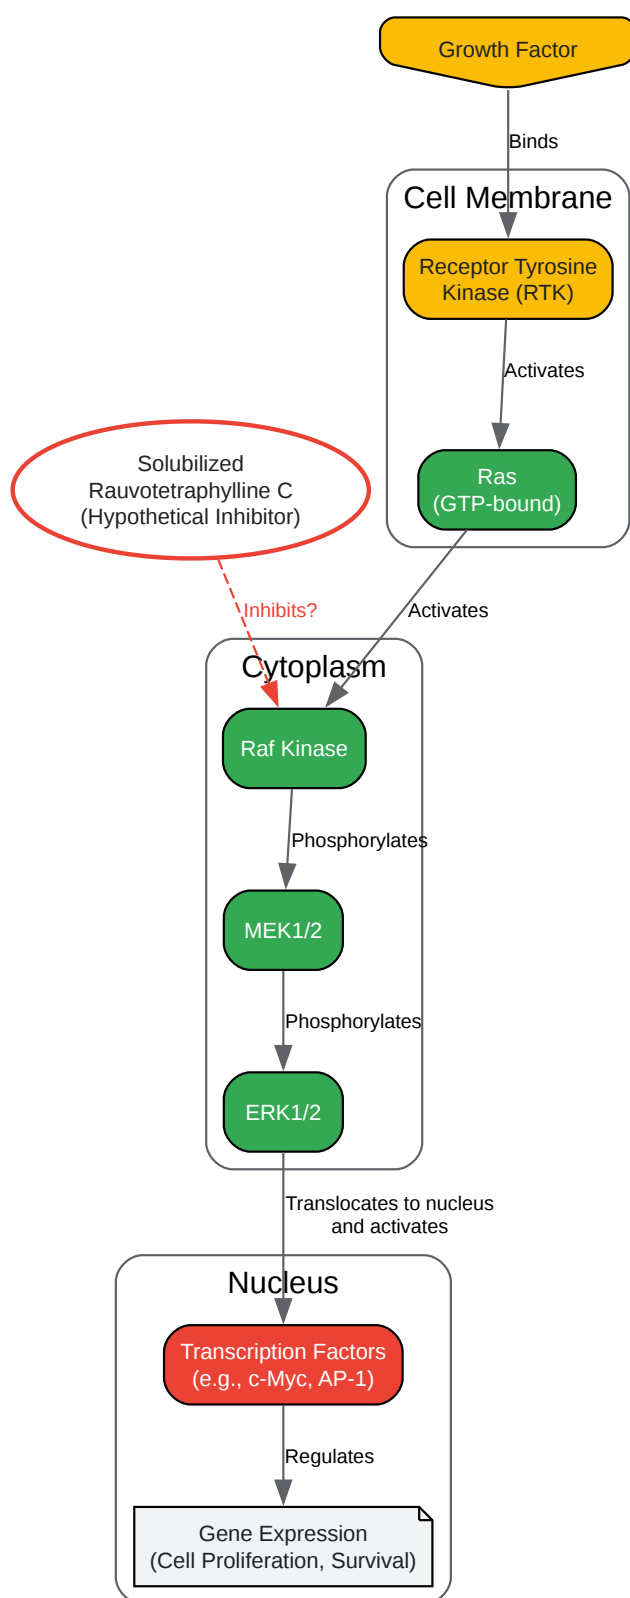 Growth Factor
Binds
Cell Membrane
Receptor Tyrosine
Kinase (RTK)
Activates
Ras
(GTP-bound)
Solubilized
Rauvotetraphylline C
(Hypothetical Inhibitor)
Inhibits?
Activates
Cytoplasm
Raf Kinase
Phosphorylates
MEK1/2
Phosphorylates
ERK1/2
Translocates to nucleus
and activates
Nucleus
Transcription Factors
(e.g., c-Myc, AP-1)
Regulates
Gene Expression
(Cell Proliferation, Survival)